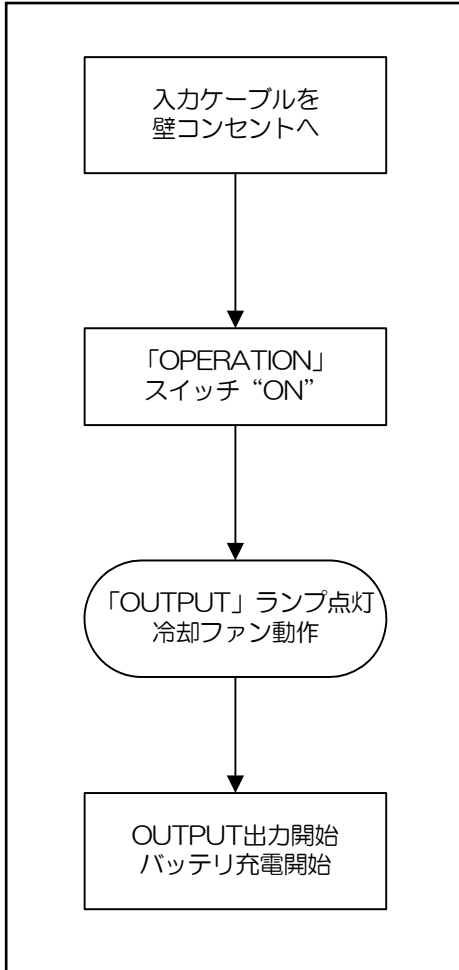 入力ケーブルを
壁コンセントへ
「OPERATION」
スイッチ“ON”
「OUTPUT」ランプ点灯
冷却ファン動作
OUTPUT出力開始
バッテリ充電開始